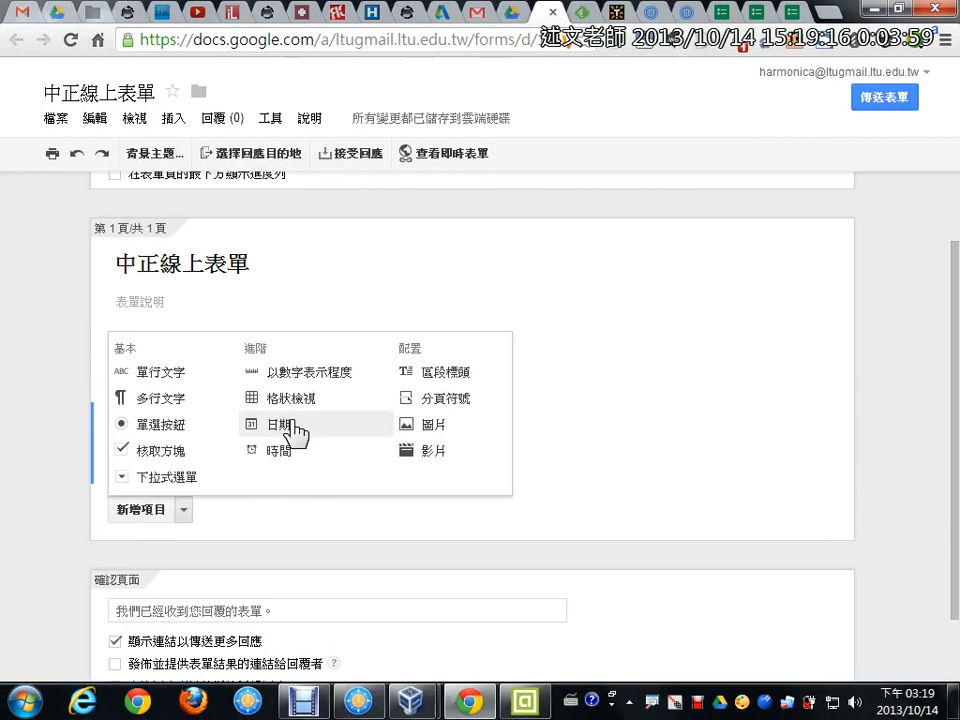 https://docs.google.com/a/ltugmail.ltu.edu.tw/forms/d/
述文老師 2013/10/14 15:19:16 0:03:59
harmonica@ltugmail.ltu.edu.tw
中正線上表單
傳送表單
檔案 編輯 檢視 插入 回覆 (0) 工具 說明 所有變更都已儲存到雲端硬碟
背景主題... 選擇回應目的地 接受回應 查看即時表單
在表單頁的最下方顯示進度列
第 1 頁/共 1 頁
中正線上表單
表單說明
基本 進階 配置
ABC 單行文字 以數字表示程度 區段標頭
多行文字 格狀檢視 分頁符號
單選按鈕 31 日期 圖片
核取方塊 時間 影片
下拉式選單
新增項目
確認頁面
我們已經收到您回覆的表單。
顯示連結以傳送更多回應
發佈並提供表單結果的連結給回覆者 ?
下午 03:19
2013/10/14